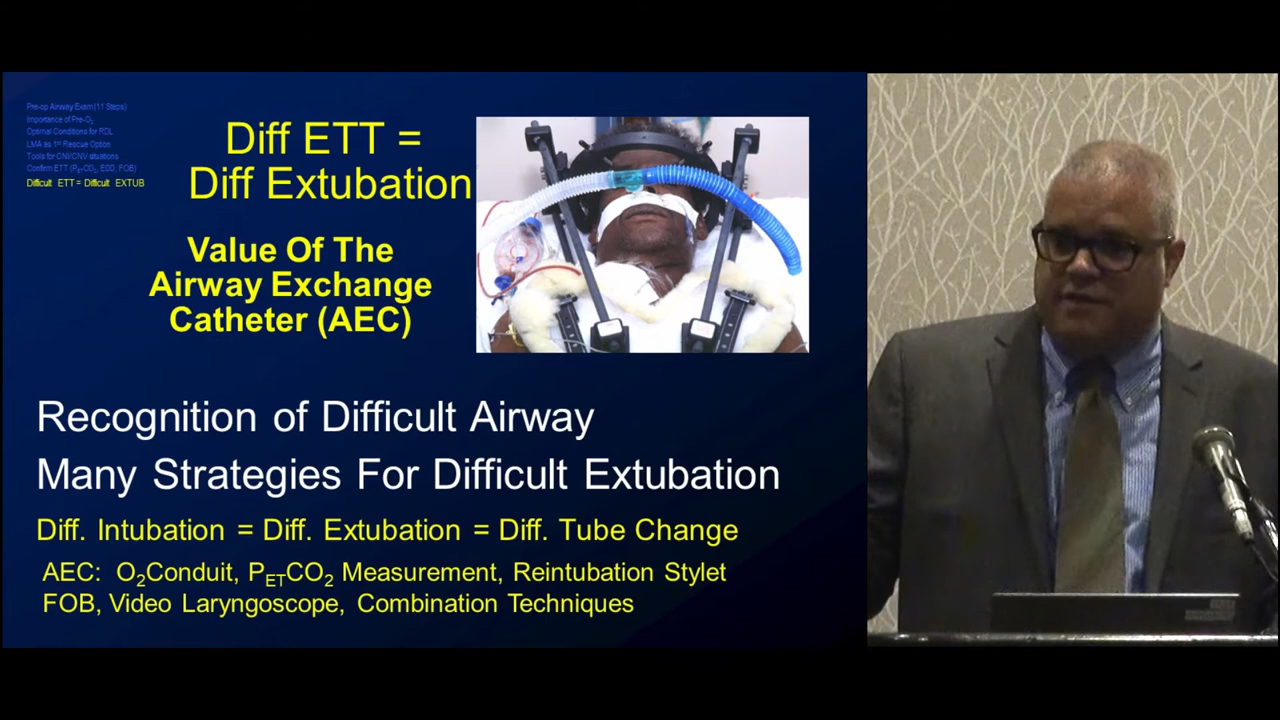 Pre-op Airway Exam (11 Steps)
Importance of Pre-O2
Optimal Conditions for RDL
LMA as 1st Rescue Option
Tools for CNI/CNV situations
Confirm ETT (PETCO2, EDD, FOB)
Difficult ETT = Difficult EXTUB
Diff ETT =
Diff Extubation
Value Of The
Airway Exchange
Catheter (AEC)
Recognition of Difficult Airway
Many Strategies For Difficult Extubation
Diff. Intubation = Diff. Extubation = Diff. Tube Change
AEC: O2Conduit, PETCO2 Measurement, Reintubation Stylet
FOB, Video Laryngoscope, Combination Techniques